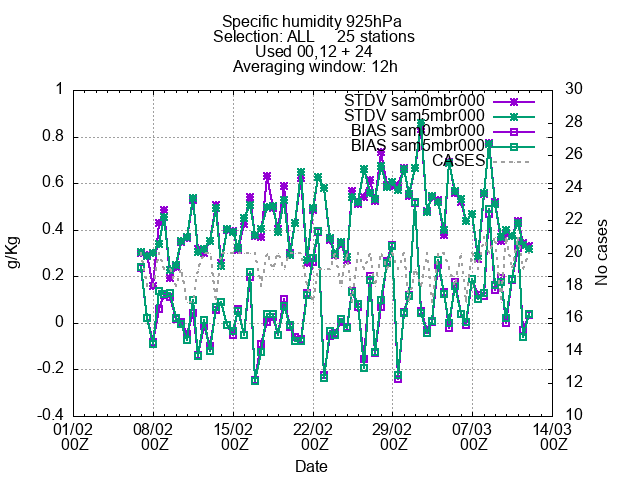 Specific humidity 925hPa
Selection: ALL 25 stations
Used 00,12 + 24
Averaging window: 12h
STDV sam0mbr000
STDV sam5mbr000
BIAS sam0mbr000
BIAS sam5mbr000
CASES
g/Kg
1
0.8
0.6
0.4
0.2
0
-0.2
-0.4
30
28
26
24
22
20
18
16
14
12
10
No cases
01/02 08/02 15/02 22/02 29/02 07/03 14/03
00Z 00Z 00Z 00Z 00Z 00Z 00Z
Date